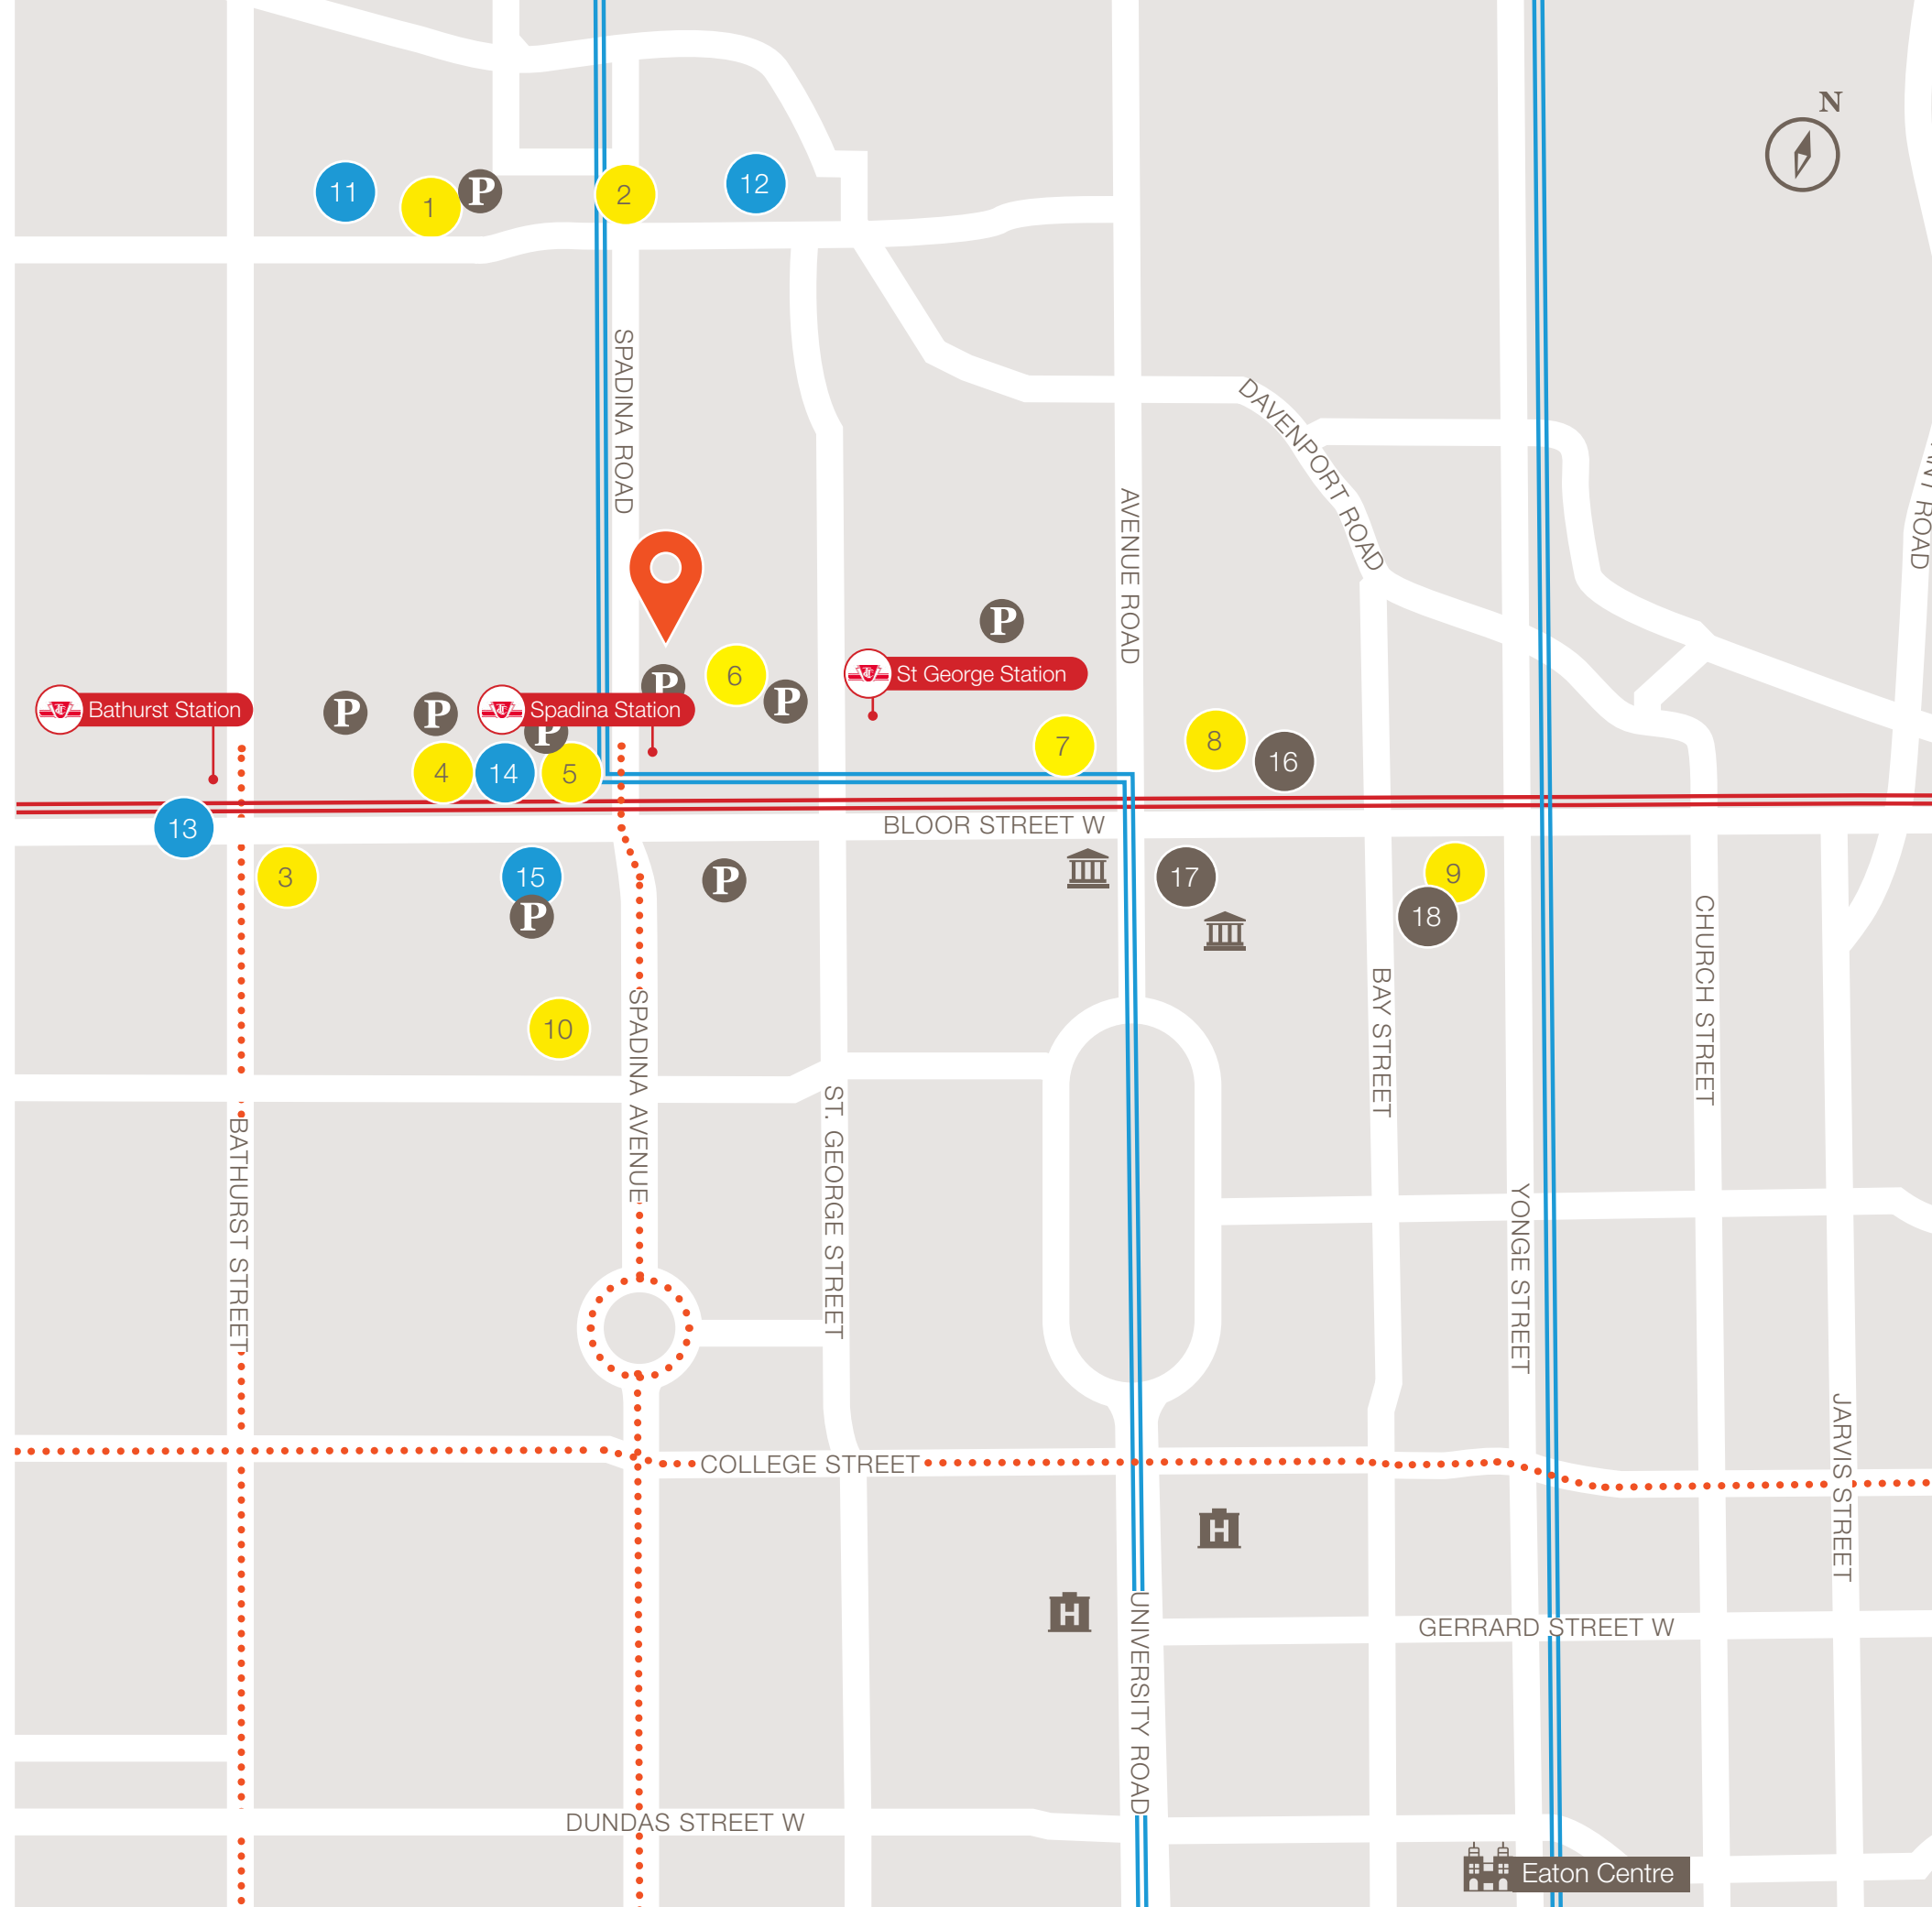 N
11
1
P
2
12
SPADINA ROAD
DAVENPORT ROAD
AVENUE ROAD
ROAD
P
6
P
P
St George Station
Bathurst Station
P
P
Spadina Station
P
4
14
5
7
8
16
13
BLOOR STREET W
3
15
P
P
17
9
18
10
SPADINA AVENUE
BAY STREET
CHURCH STREET
BATHURST STREET
ST. GEORGE STREET
YONGE STREET
JARVIS STREET
COLLEGE STREET
H
H
UNIVERSITY ROAD
GERRARD STREET W
DUNDAS STREET W
Eaton Centre